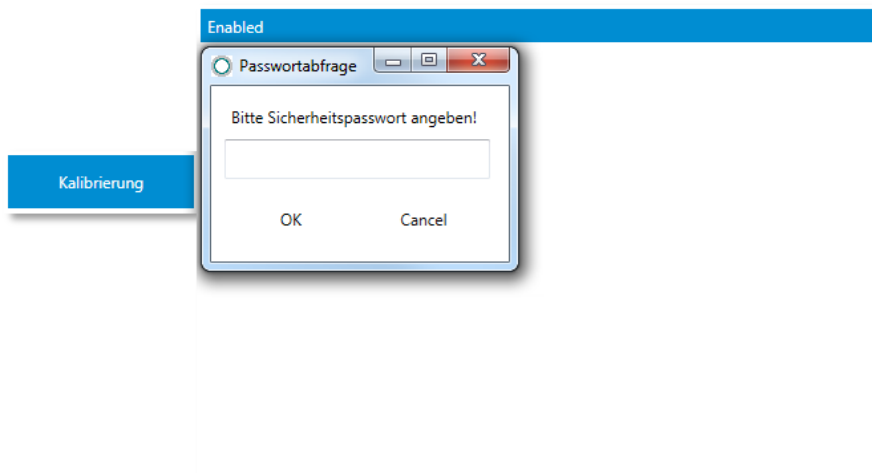 Enabled
Passwortabfrage
Bitte Sicherheitspasswort angeben!
Kalibrierung
OK Cancel